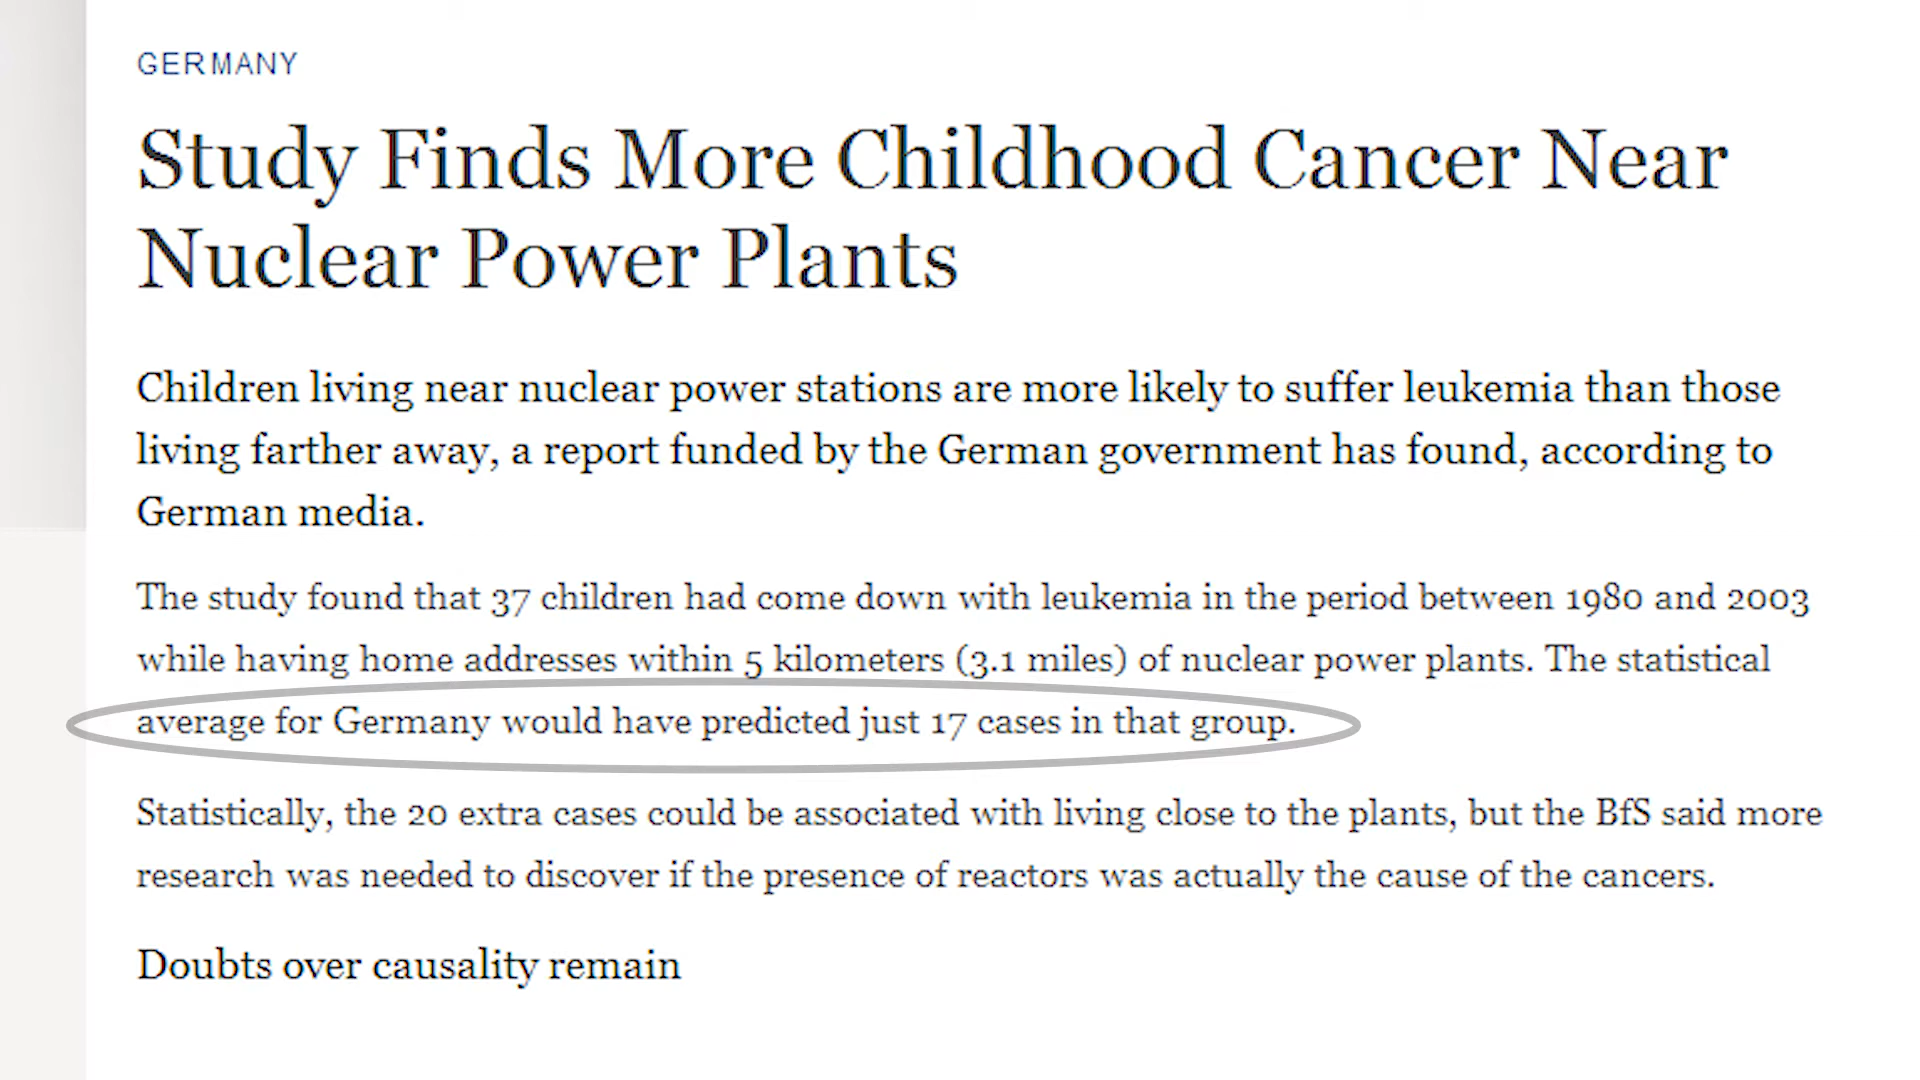 GERMANY
Study Finds More Childhood Cancer Near
Nuclear Power Plants
Children living near nuclear power stations are more likely to suffer leukemia than those
living farther away, a report funded by the German government has found, according to
German media.
The study found that 37 children had come down with leukemia in the period between 1980 and 2003
while having home addresses within 5 kilometers (3.1 miles) of nuclear power plants. The statistical
average for Germany would have predicted just 17 cases in that group.
Statistically, the 20 extra cases could be associated with living close to the plants, but the BfS said more
research was needed to discover if the presence of reactors was actually the cause of the cancers.
Doubts over causality remain